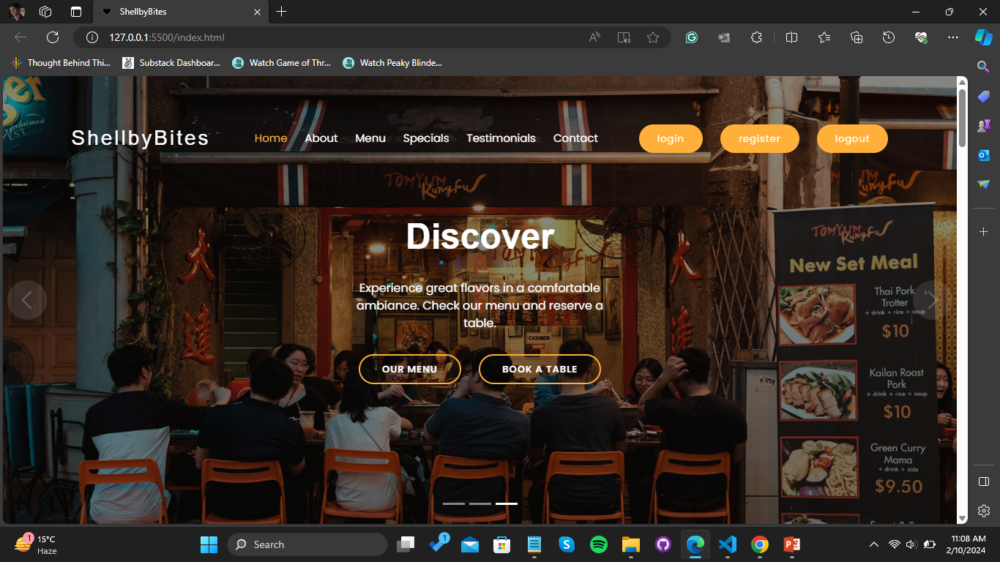 ShellbyBites
127.0.0.1:5500/index.html
Thought Behind Thi...
Substack Dashboar...
Watch Game of Thr...
Watch Peaky Blinde...
ShellbyBites
Home
About
Menu
Specials
Testimonials
Contact
login
register
logout
TOMYUM
Kungfu
Discover
Experience great flavors in a comfortable
ambiance. Check our menu and reserve a
table.
CASHIER
OUR MENU
BOOK A TABLE
TOMYUM
Kungfu
New Set Meal
Thai Pork
Trotter
+ drink + rice + soup
$10
Kailan Roast
Pork
+ drink + rice + soup
$10
Green Curry
Mama
+ drink + side
$9.50
1
15°C
Haze
Search
1
11:08 AM
2/10/2024